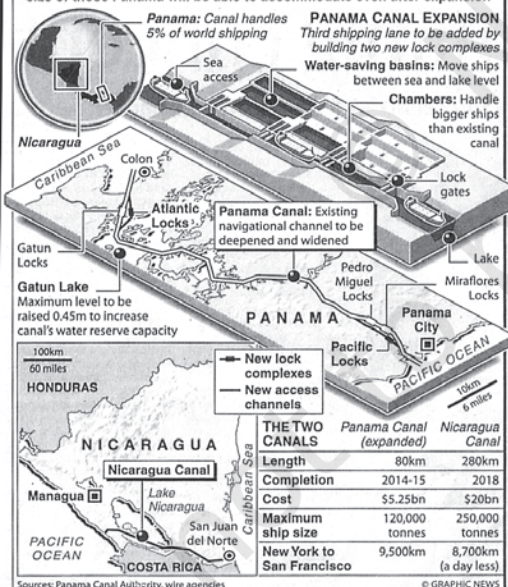 Panama: Canal handles
5% of world shipping
Nicaragua
PANAMA CANAL EXPANSION
Third shipping lane to be added by
building two new lock complexes
Water-saving basins: Move ships
between sea and lake level
Chambers: Handle
bigger ships
than existing
canal
Sea
access
Lock
gates
Lake
Caribbean Sea
Colon
Atlantic
Locks
Panama Canal: Existing
navigational channel to be
deepened and widened
Gatun
Locks
Gatun Lake
Maximum level to be
raised 0.45m to increase
canal's water reserve capacity
Pedro
Miguel
Locks
Miraflores
Locks
PANAMA
Panama
City
Pacific
Locks
PACIFIC OCEAN
10km
6 miles
100km
60 miles
New lock
complexes
New access
channels
HONDURAS
NICARAGUA
Nicaragua Canal
Managua
Lake
Nicaragua
Caribbean Sea
San Juan
del Norte
PACIFIC
OCEAN
COSTA RICA
THE TWO CANALS Panama Canal (expanded) Nicaragua Canal
Length 80km 280km
Completion 2014-15 2018
Cost $5.25bn $20bn
Maximum ship size 120,000 tonnes 250,000 tonnes
New York to San Francisco 9,500km 8,700km (a day less)
Sources: Panama Canal Authority, wire agencies
© GRAPHIC NEWS